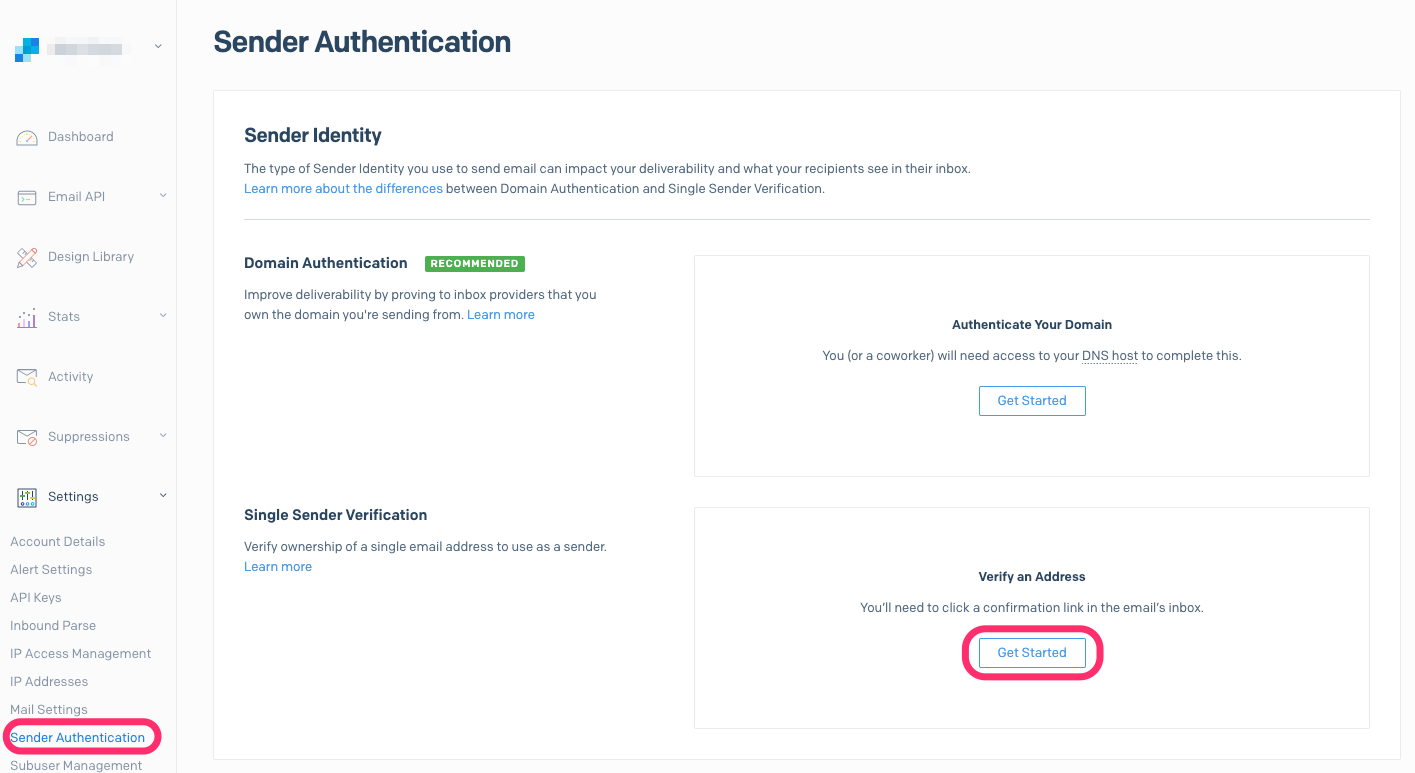 Dashboard
Email API
Design Library
Stats
Activity
Suppressions
Settings
Account Details
Alert Settings
API Keys
Inbound Parse
IP Access Management
IP Addresses
Mail Settings
Sender Authentication
Subuser Management
Sender Authentication
Sender Identity
The type of Sender Identity you use to send email can impact your deliverability and what your recipients see in their inbox.
Learn more about the differences between Domain Authentication and Single Sender Verification.
Domain Authentication RECOMMENDED
Improve deliverability by proving to inbox providers that you
own the domain you're sending from. Learn more
Authenticate Your Domain
You (or a coworker) will need access to your DNS host to complete this.
Get Started
Single Sender Verification
Verify ownership of a single email address to use as a sender.
Learn more
Verify an Address
You’ll need to click a confirmation link in the email’s inbox.
Get Started